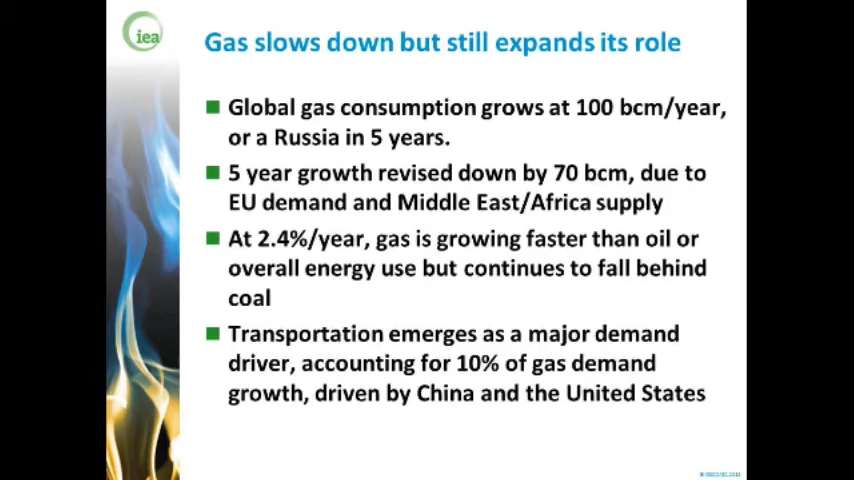 iea
Gas slows down but still expands its role
Global gas consumption grows at 100 bcm/year,
or a Russia in 5 years.
5 year growth revised down by 70 bcm, due to
EU demand and Middle East/Africa supply
At 2.4%/year, gas is growing faster than oil or
overall energy use but continues to fall behind
coal
Transportation emerges as a major demand
driver, accounting for 10% of gas demand
growth, driven by China and the United States